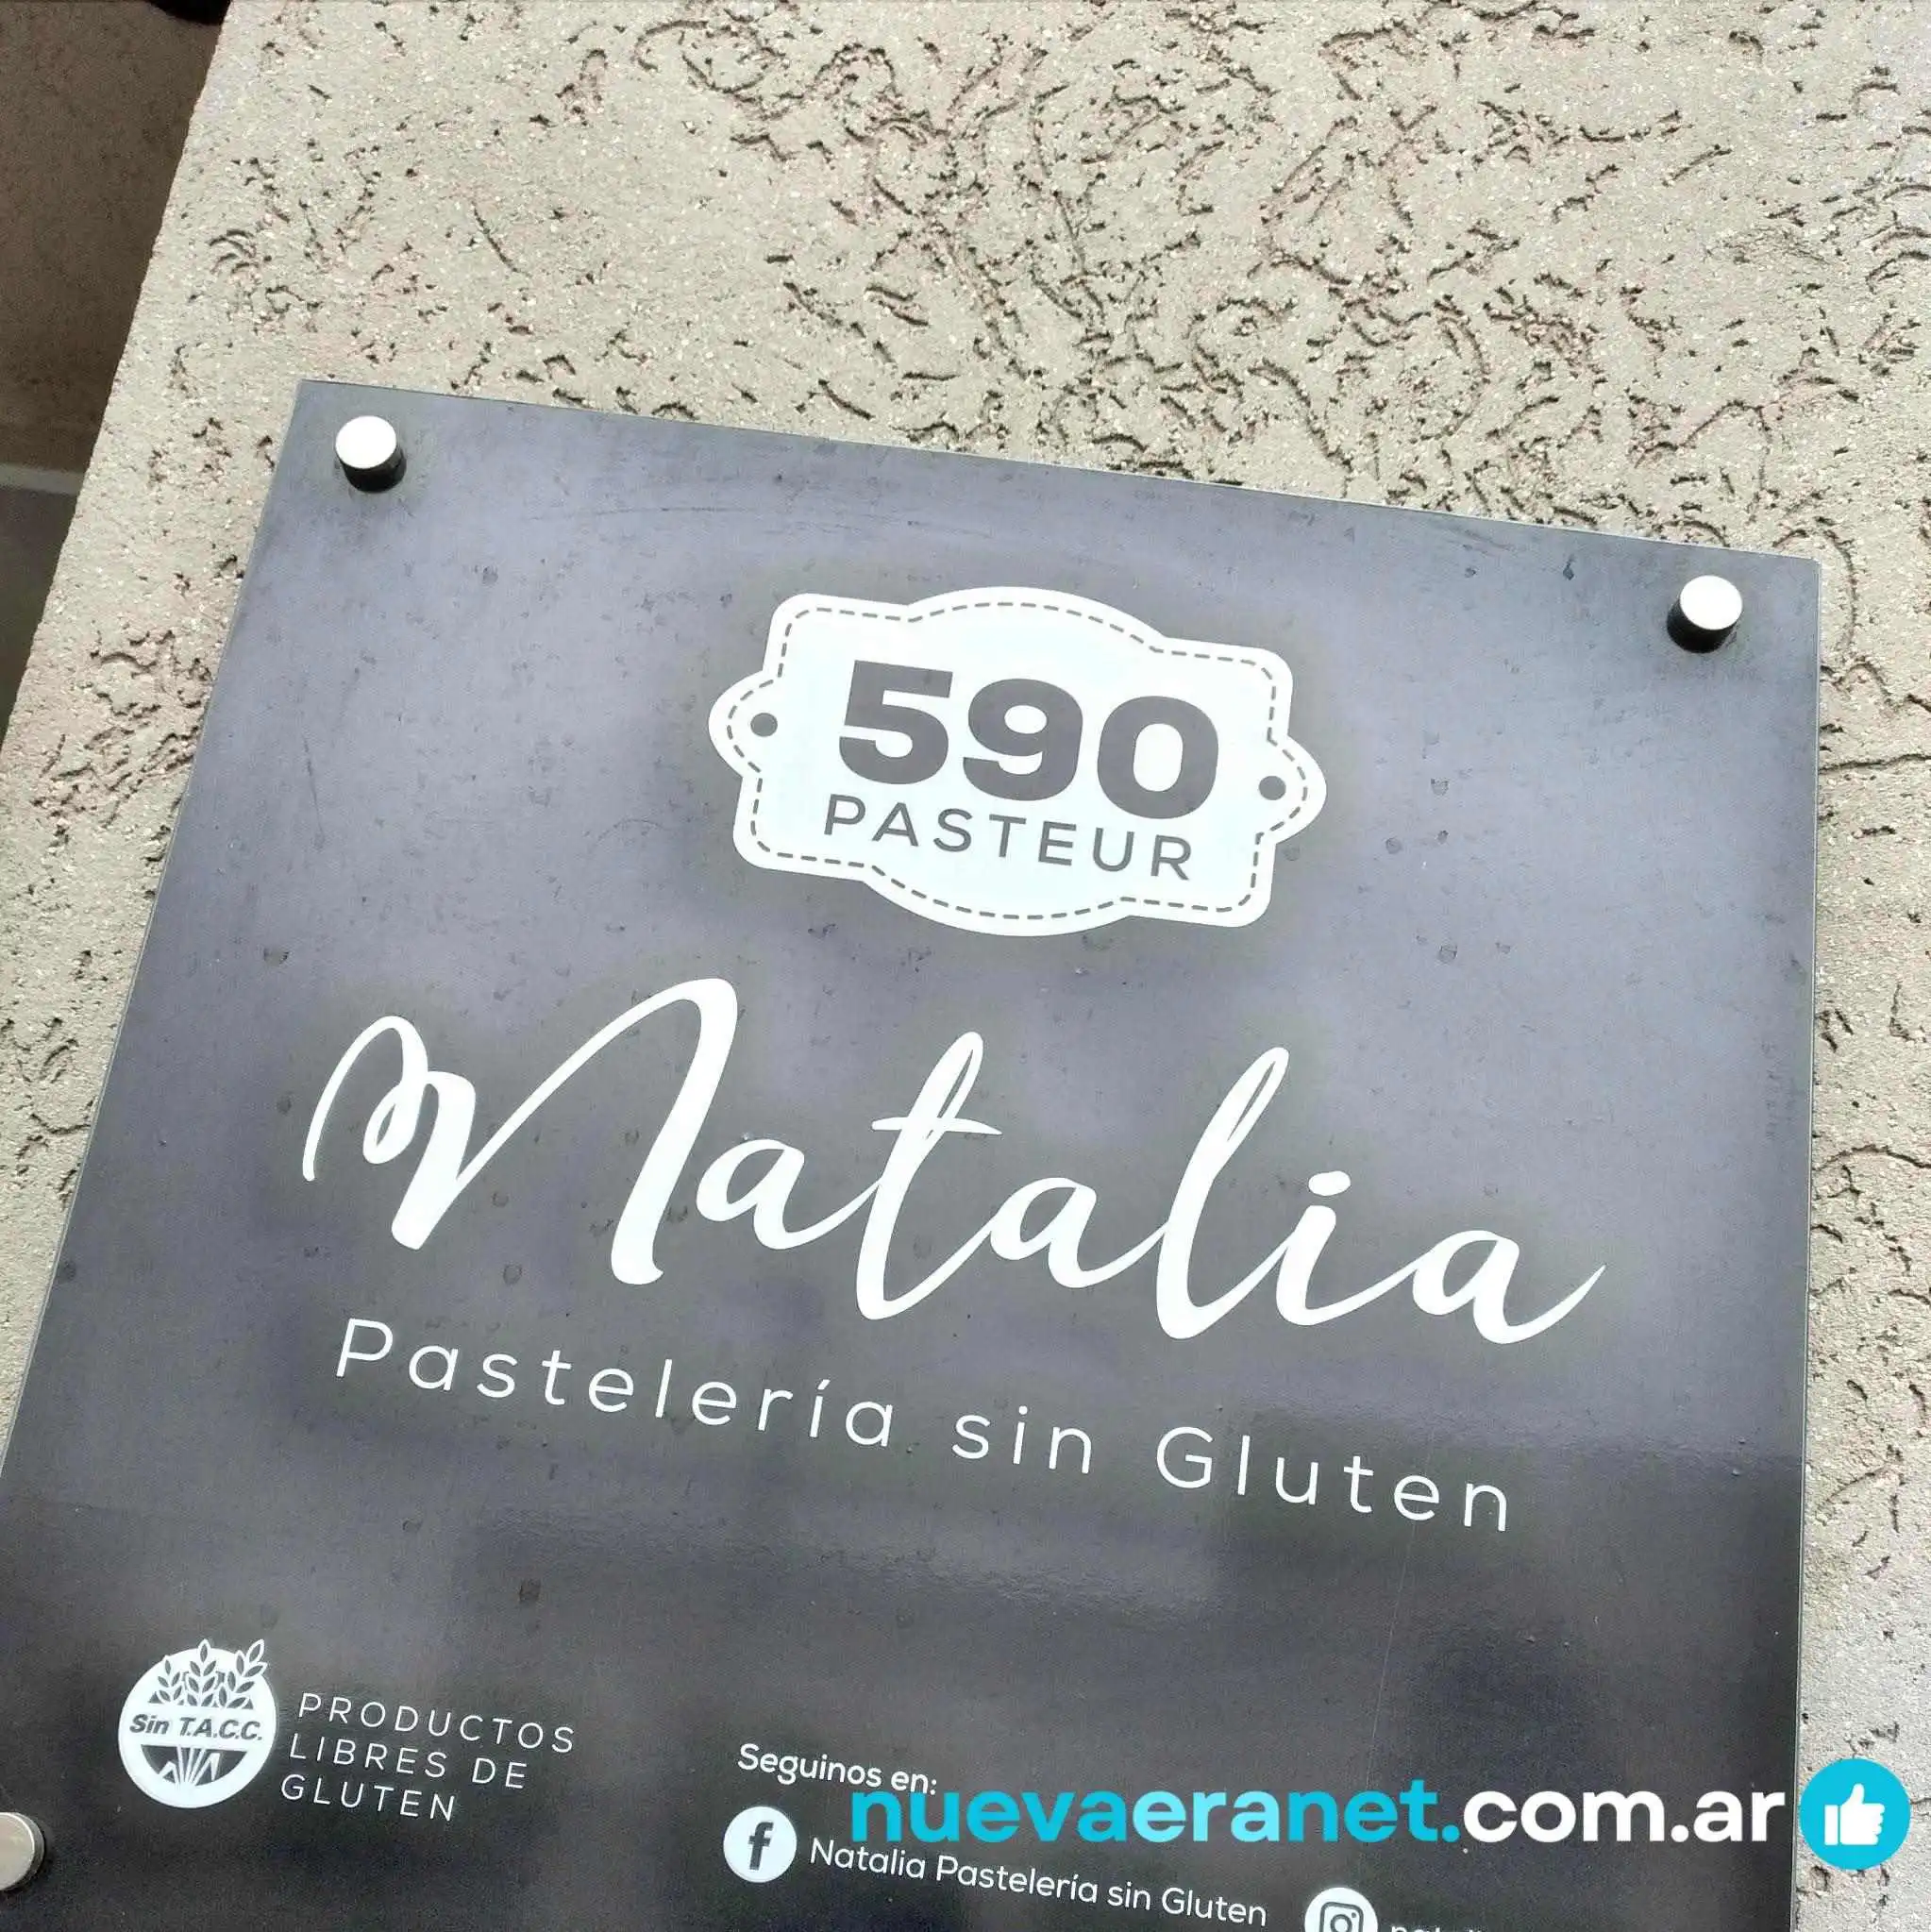 590
PASTEUR
Natalia
Pastelería sin Gluten
Sin T.A.C.C.
PRODUCTOS
LIBRES DE
GLUTEN
Seguinos en:
Natalia Pastelería sin Gluten
nuevaeranet.com.ar